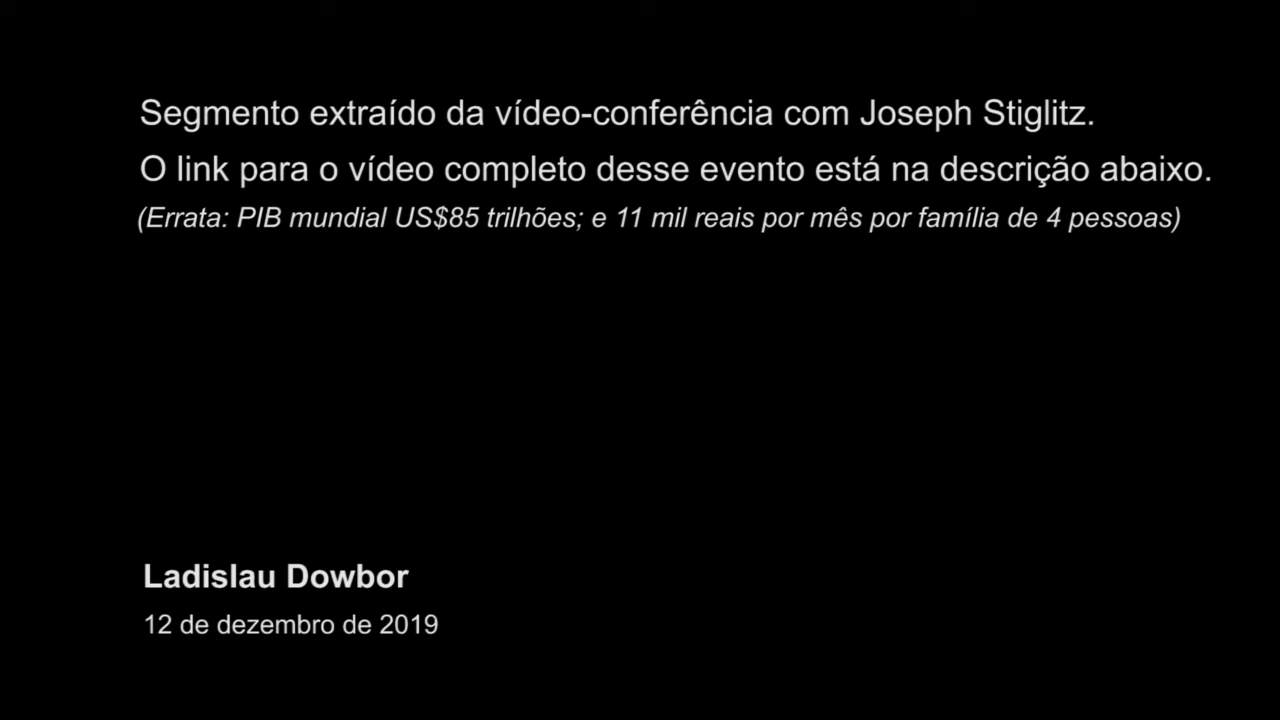 Segmento extraído da vídeo-conferência com Joseph Stiglitz.
O link para o vídeo completo desse evento está na descrição abaixo.
(Errata: PIB mundial US$85 trilhões; e 11 mil reais por mês por família de 4 pessoas)
Ladislau Dowbor
12 de dezembro de 2019